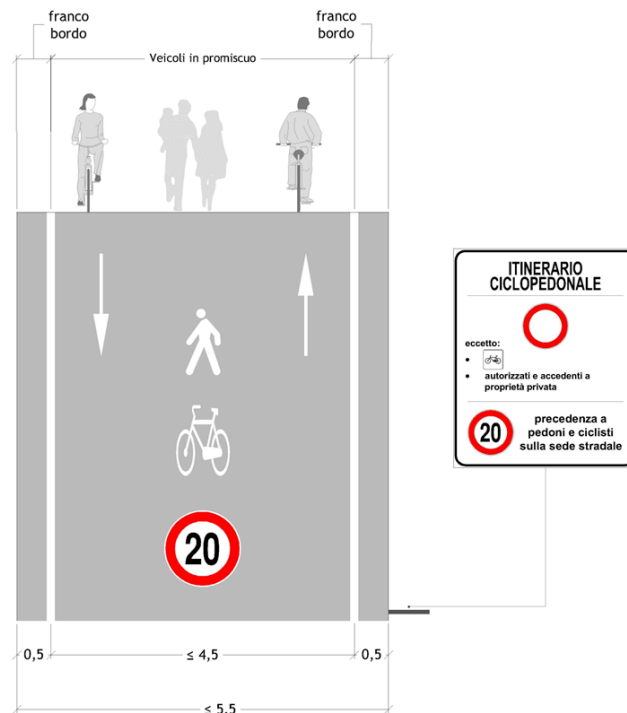 franco
bordo
franco
bordo
Veicoli in promiscuo
20
ITINERARIO
CICLOPEDONALE
eccetto:
•
• autorizzati e accedenti a
proprietà privata
20
precedenza a
pedoni e ciclisti
sulla sede stradale
0,5
≤ 4,5
0,5
≤ 5,5